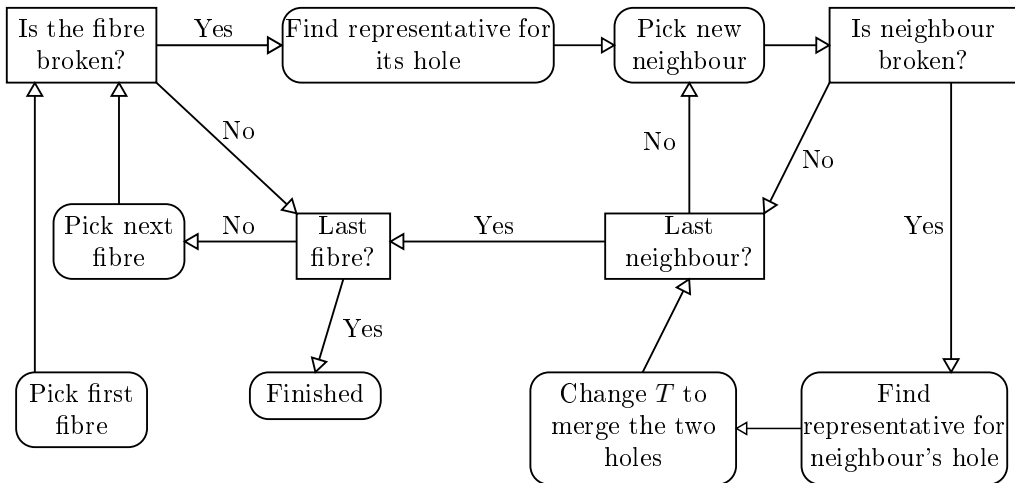 Is the fibre
broken?
Yes
Find representative for
its hole
Pick new
neighbour
Is neighbour
broken?
No
No
No
Pick next
fibre
No
Last
fibre?
Yes
Last
neighbour?
Yes
Yes
Pick first
fibre
Finished
Change T to
merge the two
holes
Find
representative for
neighbour's hole